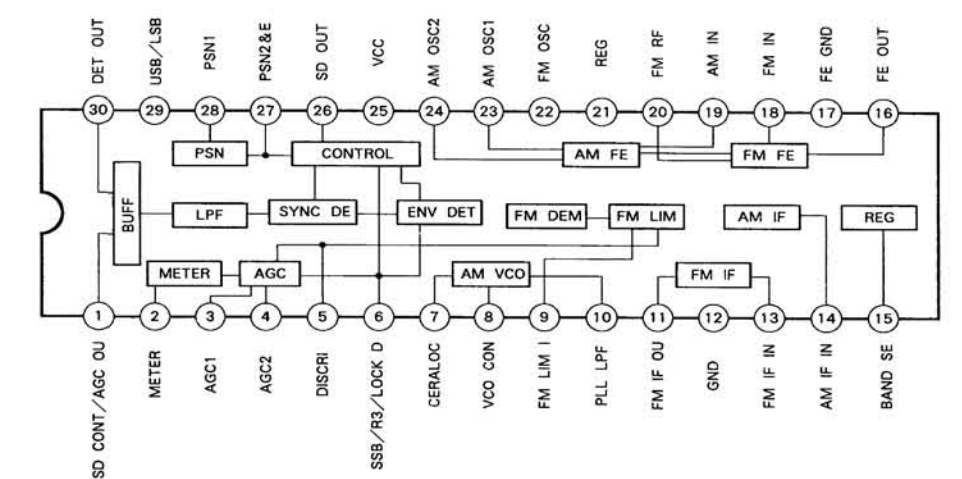 DET OUT
USB/LSB
PSN1
PSN2&E
SD OUT
VCC
AM OSC2
AM OSC1
FM OSC
REG
FM RF
AM IN
FM IN
FE GND
FE OUT
30 29 28 27 26 25 24 23 22 21 20 19 18 17 16
PSN CONTROL AM FE FM FE
BUFF
LPF SYNC DE ENV DET FM DEM FM LIM AM IF REG
METER AGC AM VCO FM IF
1 2 3 4 5 6 7 8 9 10 11 12 13 14 15
SD CONT/AGC OU
METER
AGC1
AGC2
DISCRI
SSB/R3/LOCK D
CERALOC
VCO CON
FM LIM I
PLL LPF
FM IF OU
GND
FM IF IN
AM IF IN
BAND SE